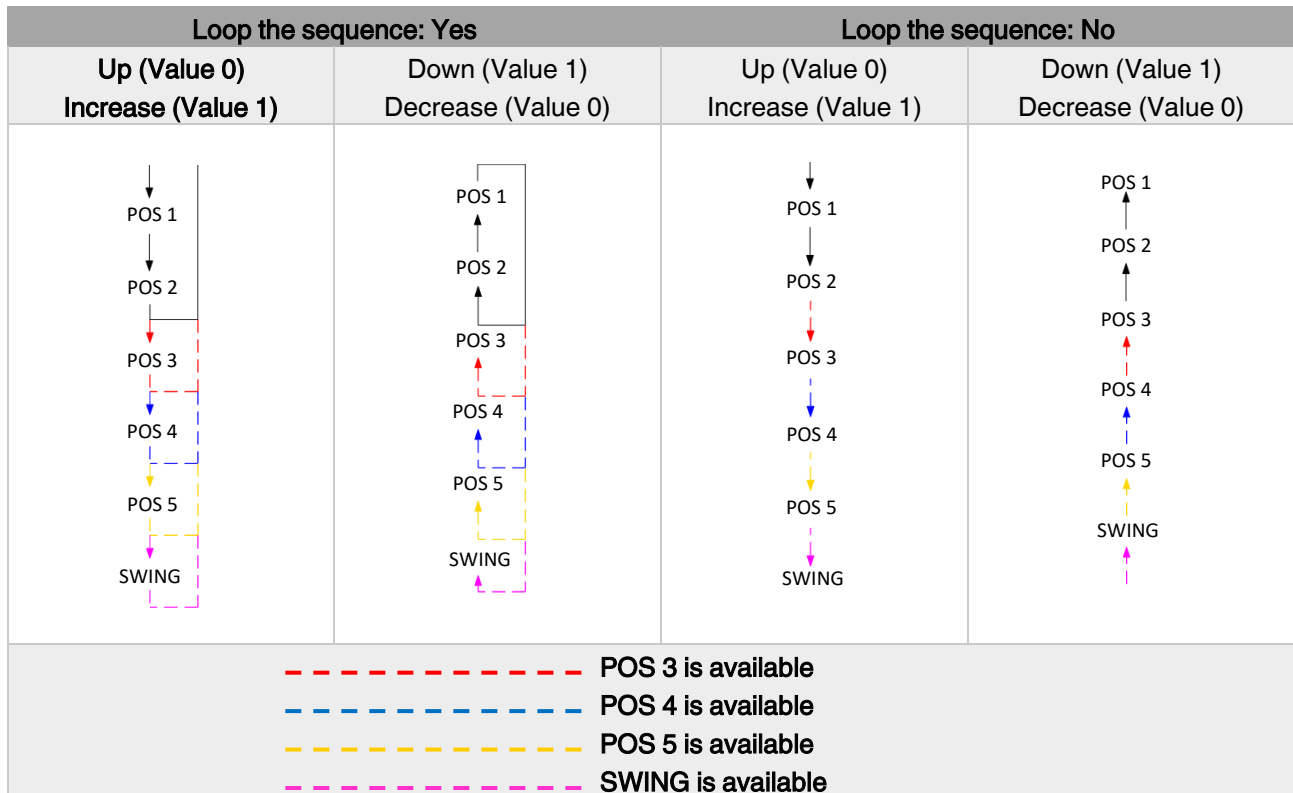 Loop the sequence: Yes
Loop the sequence: No
Up (Value 0)
Increase (Value 1)
Down (Value 1)
Decrease (Value 0)
Up (Value 0)
Increase (Value 1)
Down (Value 1)
Decrease (Value 0)
POS 1
POS 2
POS 3
POS 4
POS 5
SWING
POS 1
POS 2
POS 3
POS 4
POS 5
SWING
POS 1
POS 2
POS 3
POS 4
POS 5
SWING
POS 1
POS 2
POS 3
POS 4
POS 5
SWING
POS 3 is available
POS 4 is available
POS 5 is available
SWING is available